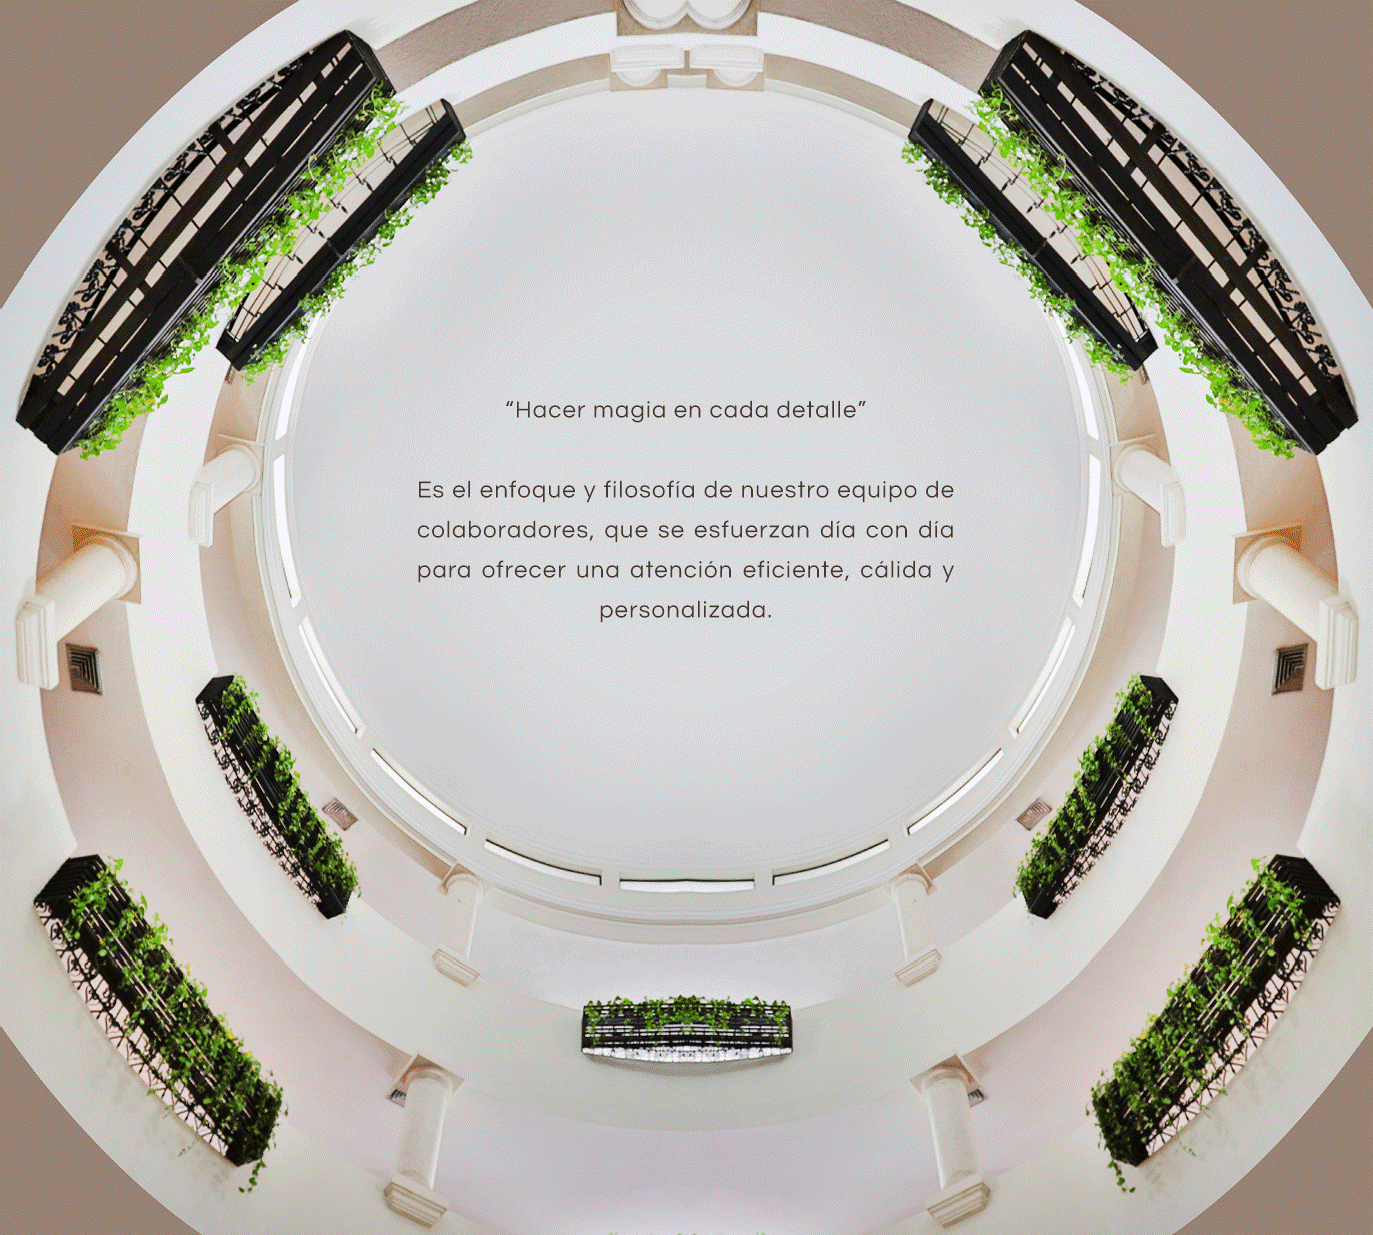 “Hacer magia en cada detalle”
Es el enfoque y filosofía de nuestro equipo de
colaboradores, que se esfuerzan día con día
para ofrecer una atención eficiente, cálida y
personalizada.